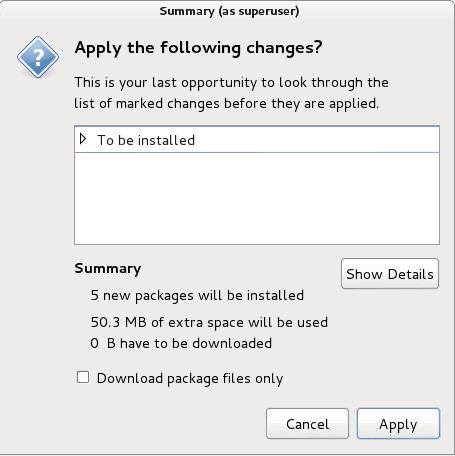 Summary (as superuser)
?
Apply the following changes?
This is your last opportunity to look through the
list of marked changes before they are applied.
To be installed
Summary
Show Details
5 new packages will be installed
50.3 MB of extra space will be used
0 B have to be downloaded
Download package files only
Cancel
Apply